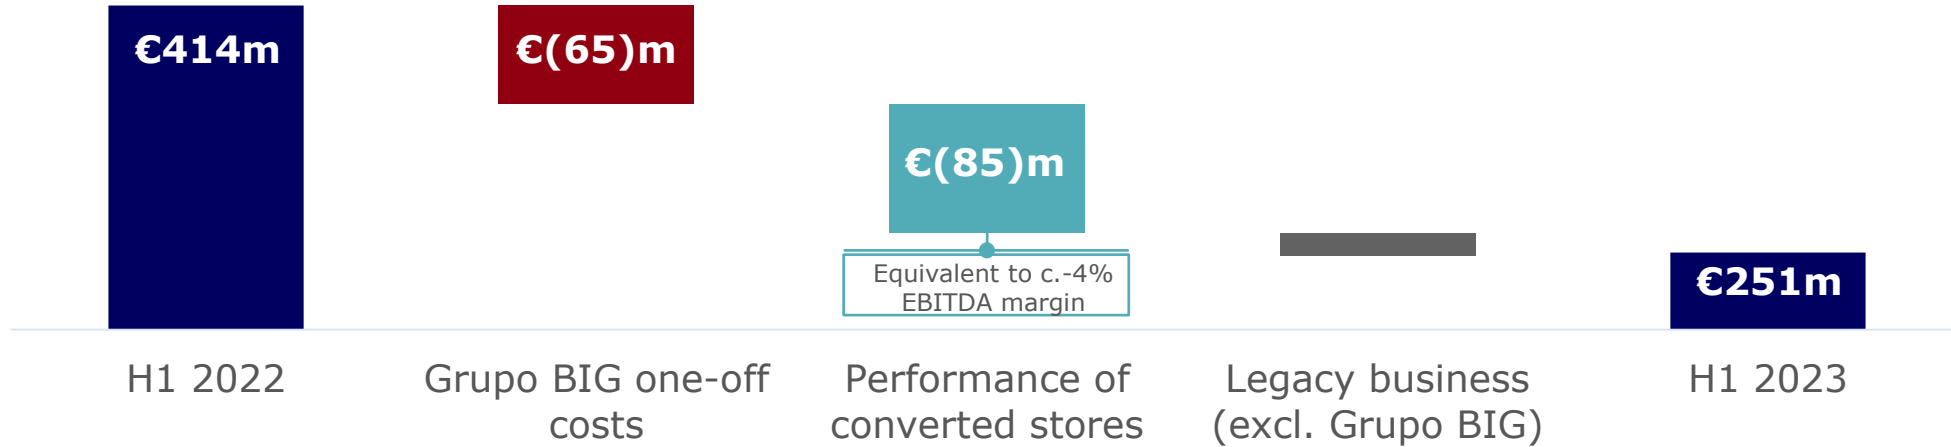 €414m
€(65)m
€(85)m
Equivalent to c.-4%
EBITDA margin
€251m
H1 2022
Grupo BIG one-off
costs
Performance of
converted stores
Legacy business
(excl. Grupo BIG)
H1 2023